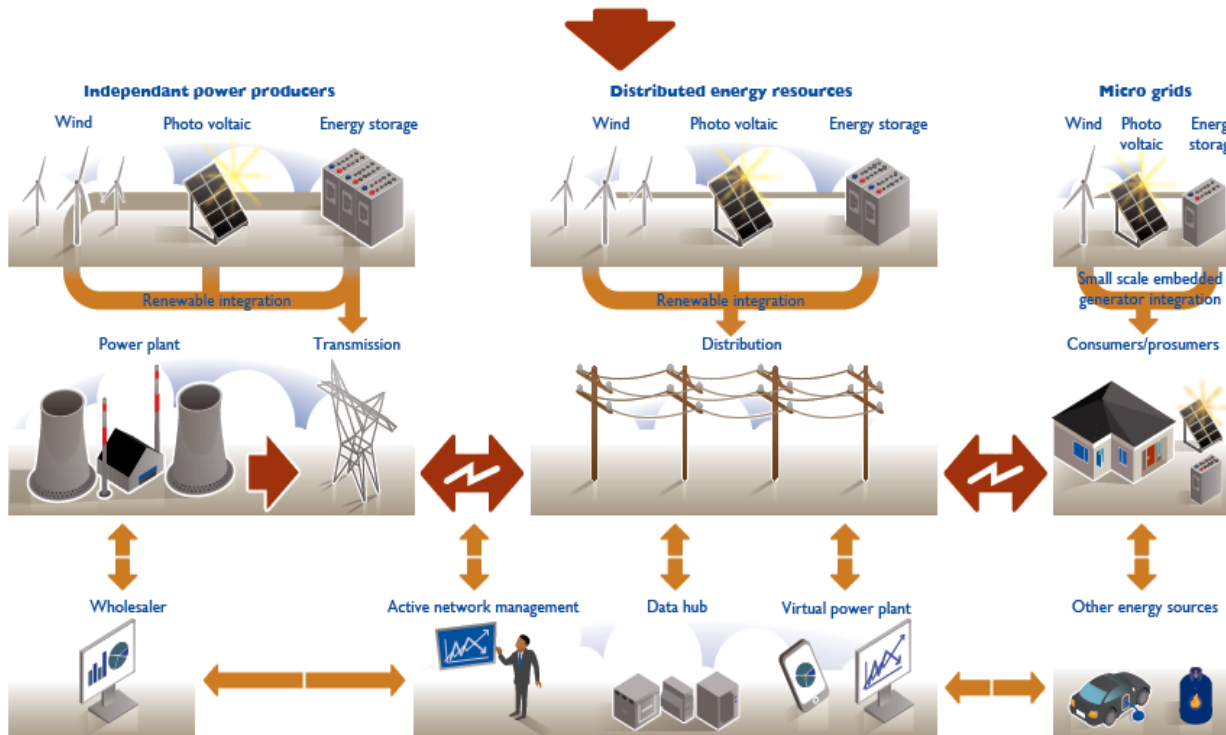 Independant power producers
Distributed energy resources
Micro grids
Wind
Photo voltaic
Energy storage
Wind
Photo voltaic
Energy storage
Wind
Photo
voltaic
Energ
storag
Renewable integration
Renewable integration
Small scale embedded
generator integration
Power plant
Transmission
Distribution
Consumers/prosumers
Wholesaler
Active network management
Data hub
Virtual power plant
Other energy sources